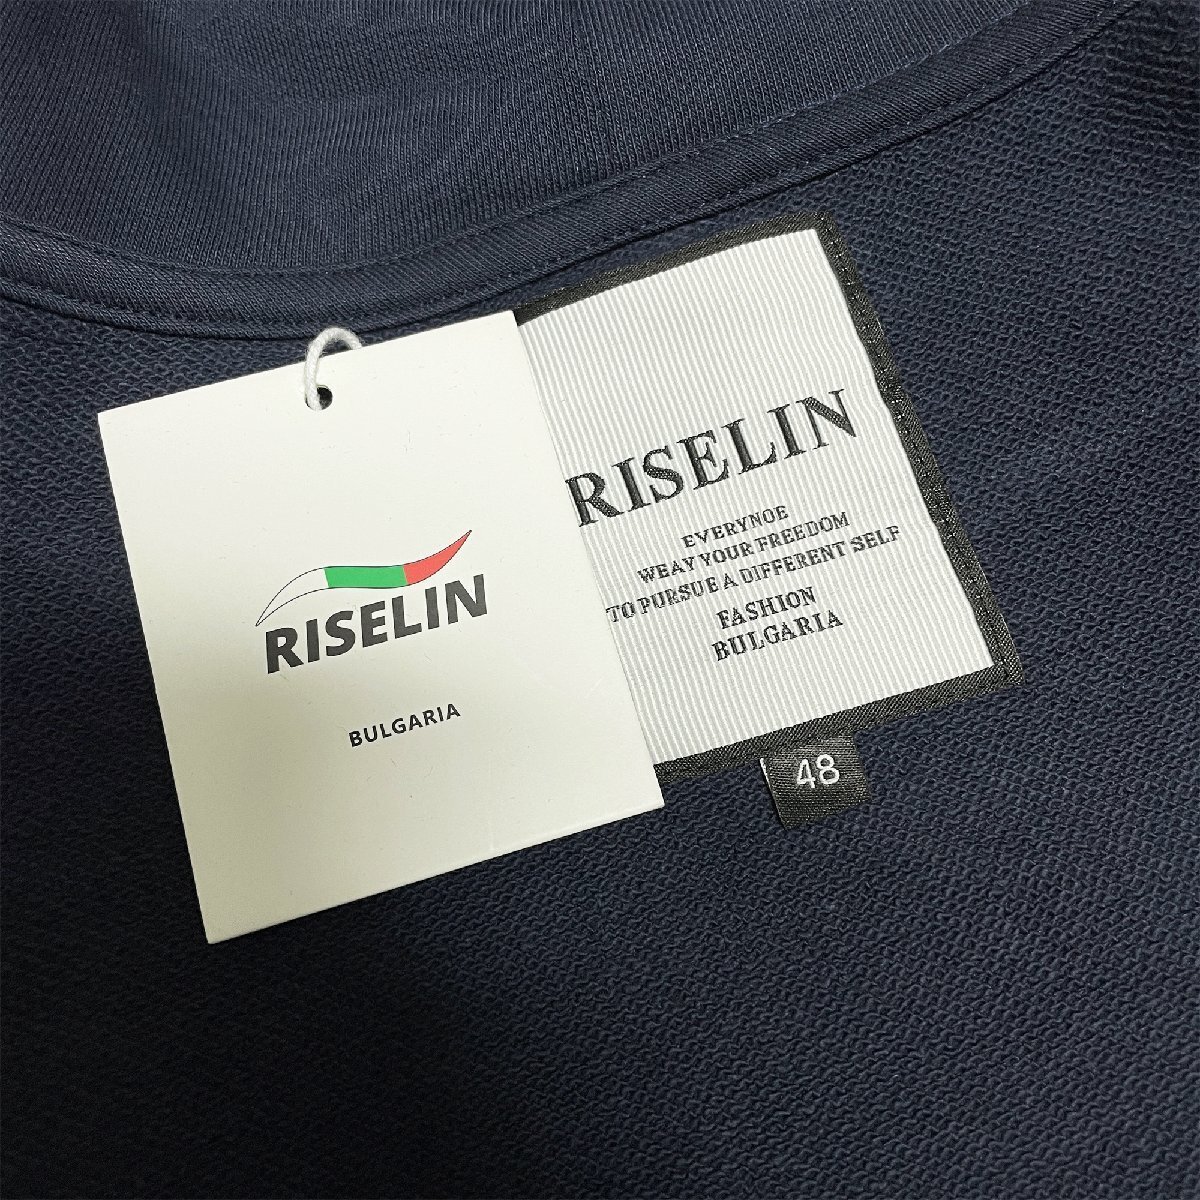 RISELIN
BULGARIA
RISELIN
EVERYNOE
WEAY YOUR FREEDOM
TO PURSUE A DIFFERENT SELF
FASHION
BULGARIA
48